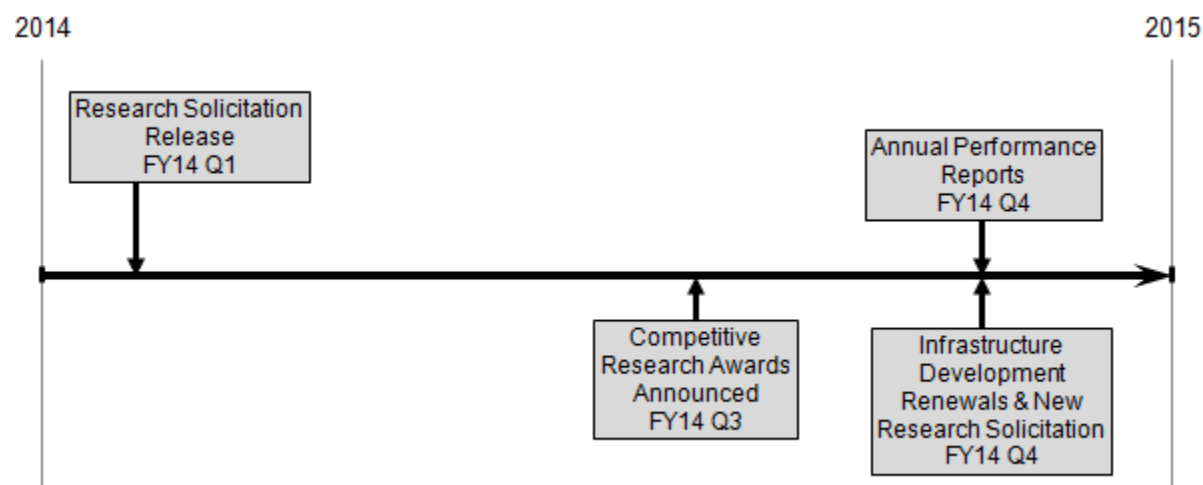 2014
2015
Research Solicitation
Release
FY14 Q1
Annual Performance
Reports
FY14 Q4
Competitive
Research Awards
Announced
FY14 Q3
Infrastructure
Development
Renewals & New
Research Solicitation
FY14 Q4